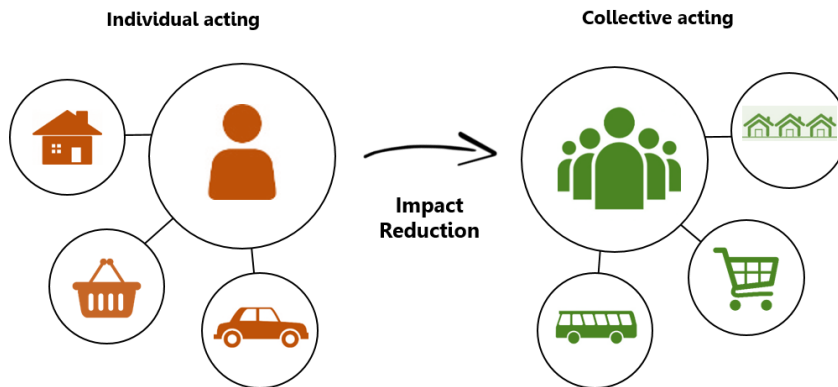 Individual acting
Collective acting
Impact
Reduction